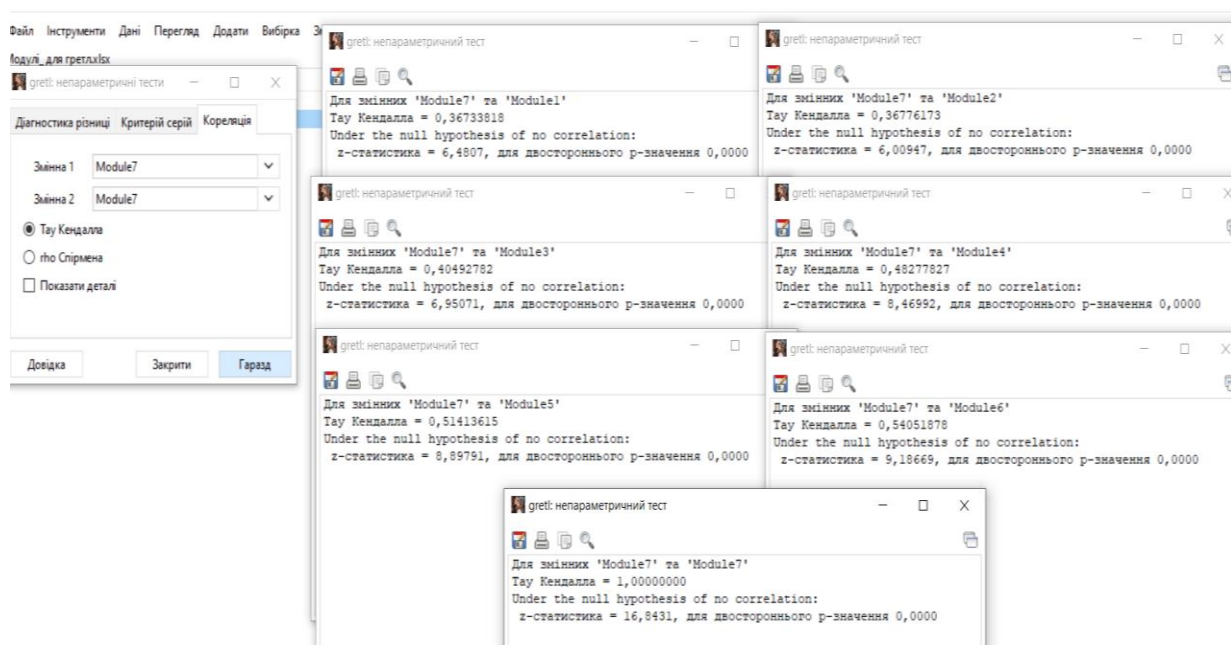 Файл Інструменти Дані Перегляд Додати Вибірка
Модулі_для гретл.xlsx
gretl: непараметричні тести
Діагностика різниці Критерій серій Кореляція
Змінна 1 Module7
Змінна 2 Module7
Тау Кендалла
rho Спірмена
Показати деталі
Довідка Закрити Гаразд
gretl: непараметричний тест
Для змінних 'Module7' та 'Module1'
Тау Кендалла = 0,36733818
Under the null hypothesis of no correlation:
z-статистика = 6,4807, для двостороннього p-значення 0,0000
gretl: непараметричний тест
Для змінних 'Module7' та 'Module2'
Тау Кендалла = 0,36776173
Under the null hypothesis of no correlation:
z-статистика = 6,00947, для двостороннього p-значення 0,0000
gretl: непараметричний тест
Для змінних 'Module7' та 'Module3'
Тау Кендалла = 0,40492782
Under the null hypothesis of no correlation:
z-статистика = 6,95071, для двостороннього p-значення 0,0000
gretl: непараметричний тест
Для змінних 'Module7' та 'Module4'
Тау Кендалла = 0,48277827
Under the null hypothesis of no correlation:
z-статистика = 8,46992, для двостороннього p-значення 0,0000
gretl: непараметричний тест
Для змінних 'Module7' та 'Module5'
Тау Кендалла = 0,51413615
Under the null hypothesis of no correlation:
z-статистика = 8,89791, для двостороннього p-значення 0,0000
gretl: непараметричний тест
Для змінних 'Module7' та 'Module6'
Тау Кендалла = 0,54051878
Under the null hypothesis of no correlation:
z-статистика = 9,18669, для двостороннього p-значення 0,0000
gretl: непараметричний тест
Для змінних 'Module7' та 'Module7'
Тау Кендалла = 1,00000000
Under the null hypothesis of no correlation:
z-статистика = 16,8431, для двостороннього p-значення 0,0000